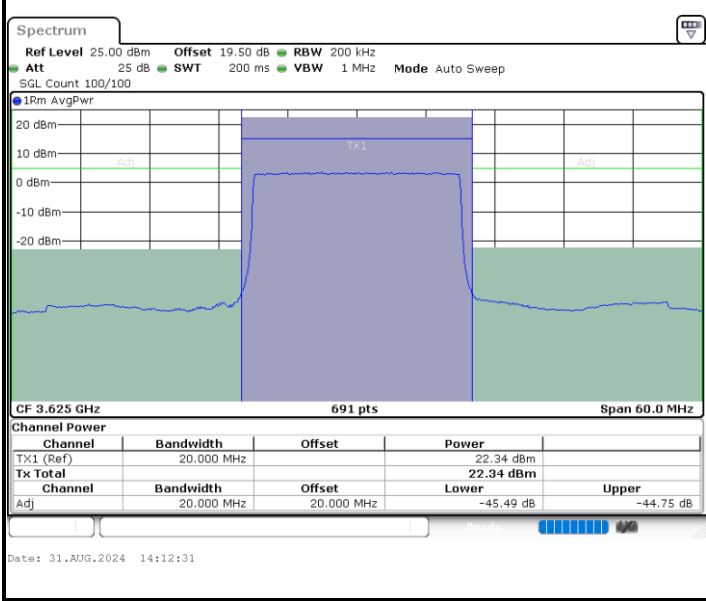 Spectrum
Ref Level 25.00 dBm Offset 19.50 dB RBW 200 kHz
Att 25 dB SWT 200 ms VBW 1 MHz Mode Auto Sweep
SGL Count 100/100
1Rm AvgPwr
20 dBm
TX1
10 dBm
Adj Adj
0 dBm
-10 dBm
-20 dBm
CF 3.625 GHz 691 pts Span 60.0 MHz
Channel Power
Channel Bandwidth Offset Power
TX1 (Ref) 20.000 MHz 22.34 dBm
Tx Total 22.34 dBm
Channel Bandwidth Offset Lower Upper
Adj 20.000 MHz 20.000 MHz -45.49 dB -44.75 dB
Ready
Date: 31.AUG.2024 14:12:31